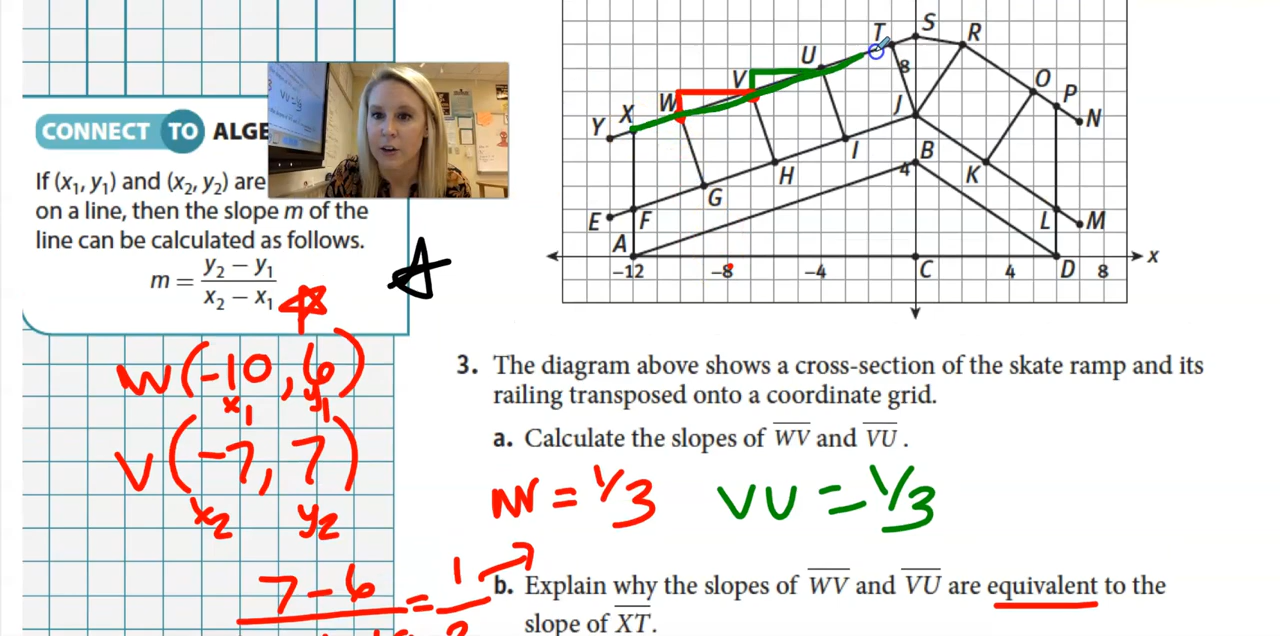 S
T
R
U
8
V
O
P
W
J
N
X
Y
I
B
H
4
K
G
E
F
L
M
A
-12
-8
-4
C
4
D
8
x
CONNECT TO ALGE
If (x₁, y₁) and (x₂, y₂) are
on a line, then the slope m of the
line can be calculated as follows.
m = y₂ − y₁ / x₂ − x₁
W(-10, 6)
x₁ y₁
V(-7, 7)
x₂ y₂
7 - 6 = 1
3. The diagram above shows a cross-section of the skate ramp and its
railing transposed onto a coordinate grid.
a. Calculate the slopes of WV and VU.
WV = 1/3 VU = 1/3
b. Explain why the slopes of WV and VU are equivalent to the
slope of XT.